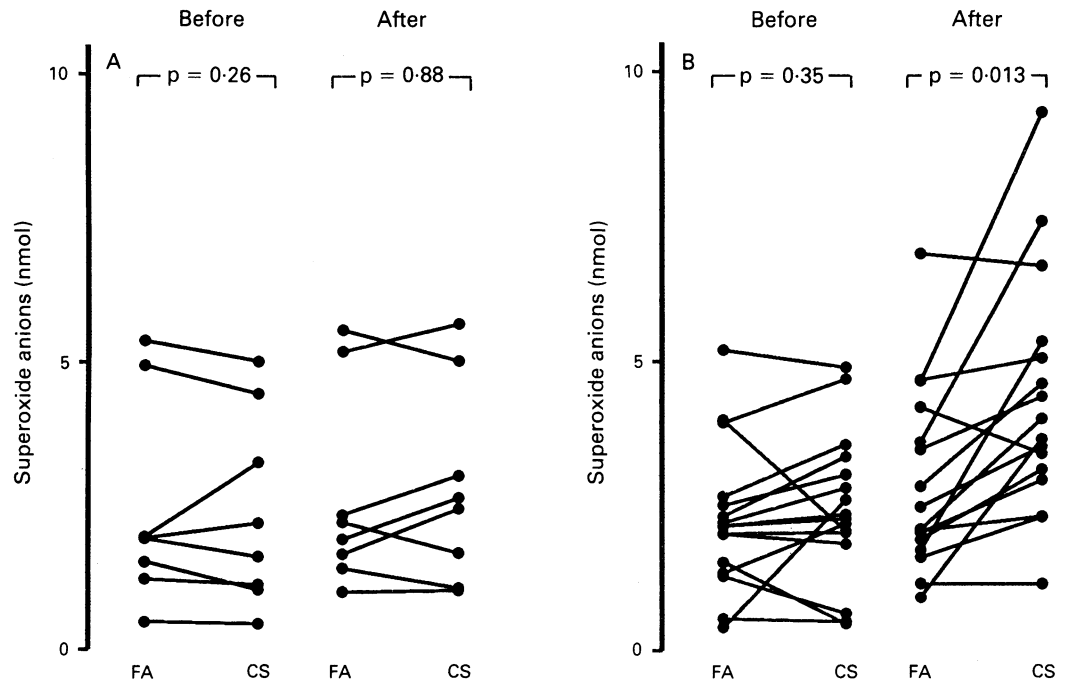 Before After
A
p = 0·26 p = 0·88
10
5
0
Superoxide anions (nmol)
FA CS FA CS
Before After
B
p = 0·35 p = 0·013
10
5
0
Superoxide anions (nmol)
FA CS FA CS